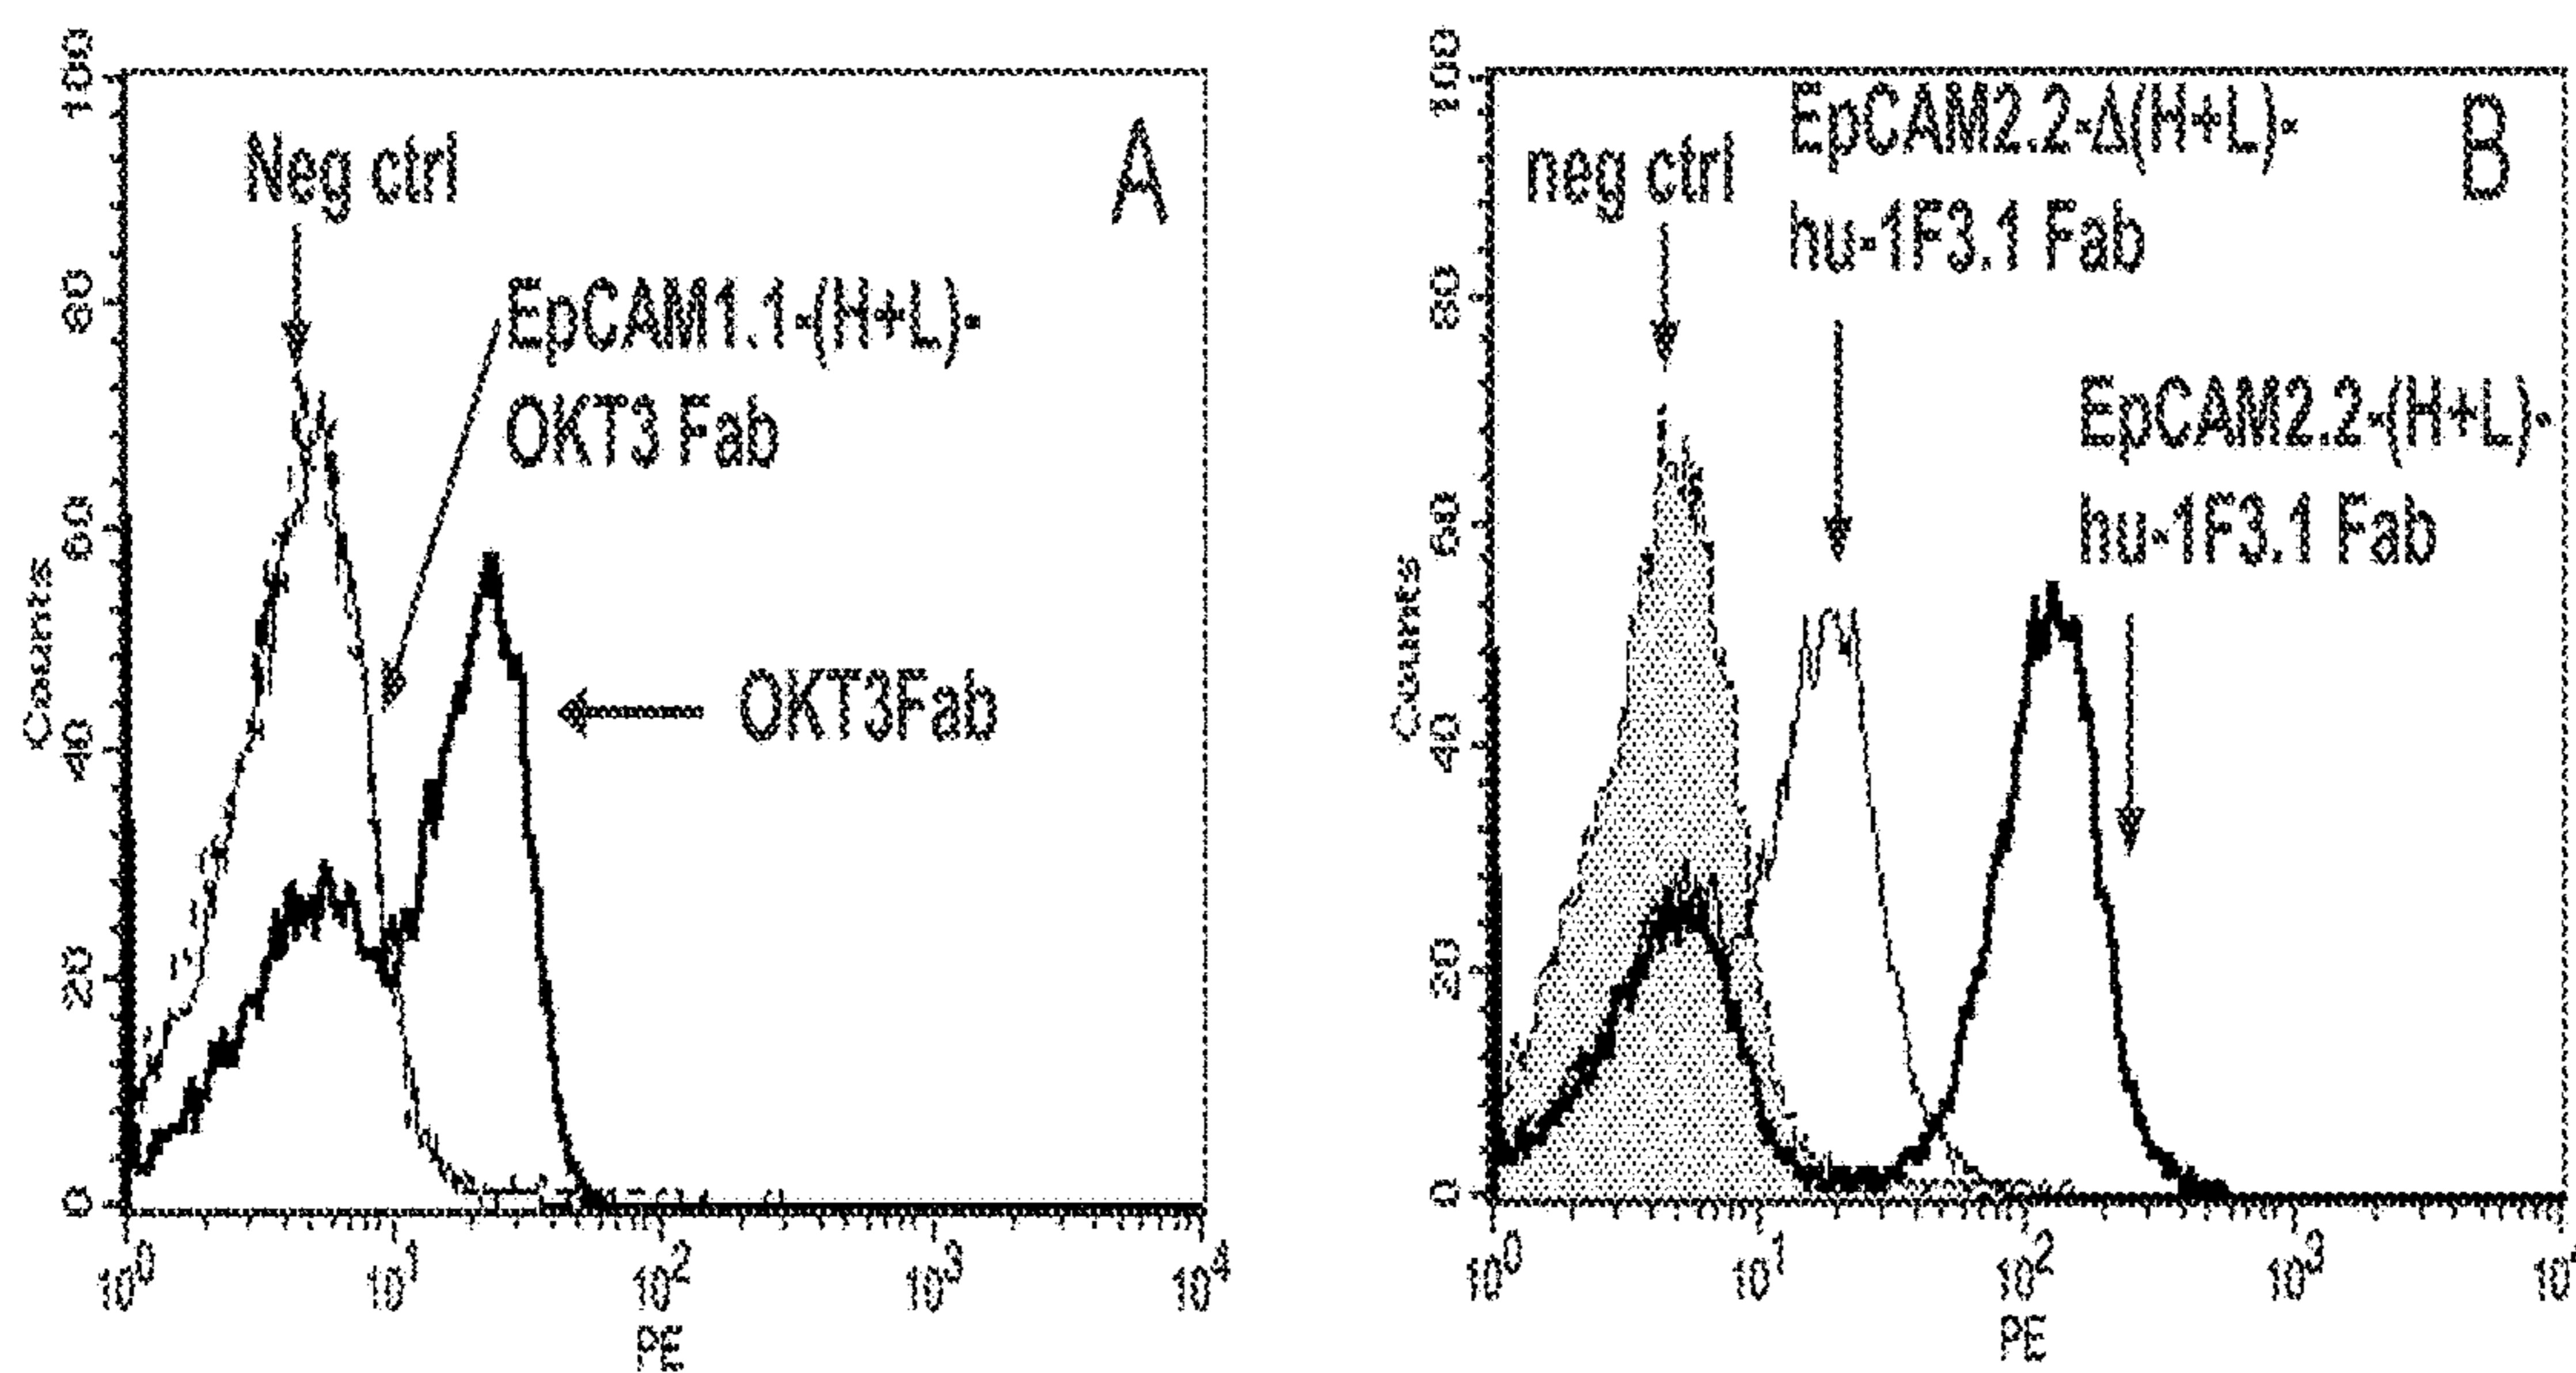 A
Neg ctrl
EpCAM1.1-(H+L)-
OKT3 Fab
OKT3Fab
Counts
100
80
60
40
20
0
10^0
10^1
10^2
10^3
10^4
PE
B
neg ctrl
EpCAM2.2-Δ(H+L)-
hu-1F3.1 Fab
EpCAM2.2-(H+L)-
hu-1F3.1 Fab
Counts
100
80
60
40
20
0
10^0
10^1
10^2
10^3
PE